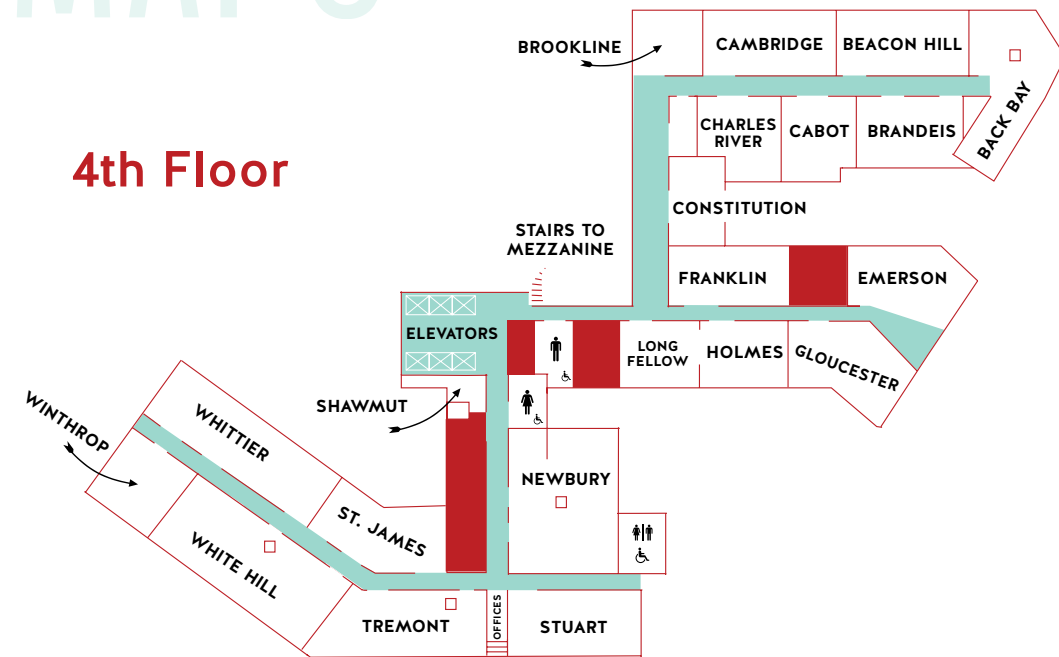 MAPS
4th Floor
BROOKLINE
CAMBRIDGE
BEACON HILL
BACK BAY
CHARLES
RIVER
CABOT
BRANDEIS
CONSTITUTION
STAIRS TO
MEZZANINE
FRANKLIN
EMERSON
ELEVATORS
LONG
FELLOW
HOLMES
GLOUCESTER
SHAWMUT
WINTHROP
WHITTIER
NEWBURY
ST. JAMES
WHITE HILL
TREMONT
OFFICES
STUART